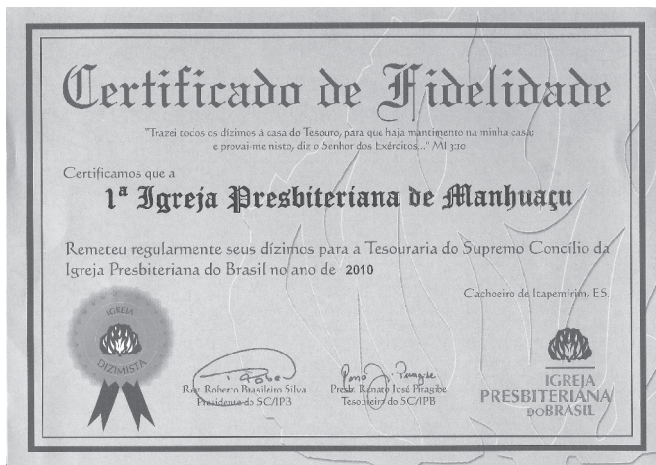 Certificado de Fidelidade
"Trazei todos os dízimos à casa do Tesouro, para que haja mantimento na minha casa;
e provai-me nisto, diz o Senhor dos Exércitos..." Ml 3:10
Certificamos que a
1ª Igreja Presbiteriana de Manhuaçu
Remeteu regularmente seus dízimos para a Tesouraria do Supremo Concílio da
Igreja Presbiteriana do Brasil no ano de 2010
Cachoeiro de Itapemirim, ES.
IGREJA
DIZIMISTA
Rev. Roberto Brasileiro Silva
Presidente do SC/IPB
Presb. Renato José Piragibe
Tesoureiro do SC/IPB
IGREJA
PRESBITERIANA
DO BRASIL